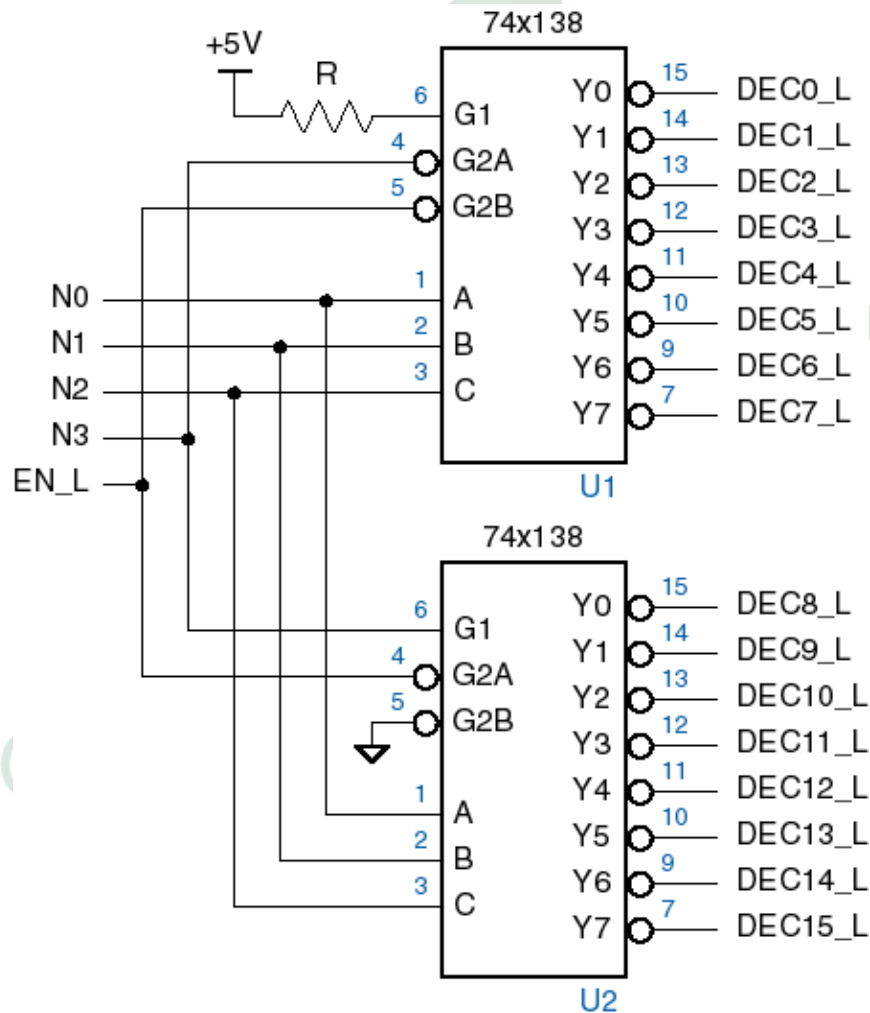 74x138
+5V
R
6
G1
4
G2A
5
G2B
N0
1
A
N1
2
B
N2
3
C
N3
EN_L
Y0
15
DEC0_L
Y1
14
DEC1_L
Y2
13
DEC2_L
Y3
12
DEC3_L
Y4
11
DEC4_L
Y5
10
DEC5_L
Y6
9
DEC6_L
Y7
7
DEC7_L
U1
74x138
6
G1
4
G2A
5
G2B
1
A
2
B
3
C
Y0
15
DEC8_L
Y1
14
DEC9_L
Y2
13
DEC10_L
Y3
12
DEC11_L
Y4
11
DEC12_L
Y5
10
DEC13_L
Y6
9
DEC14_L
Y7
7
DEC15_L
U2